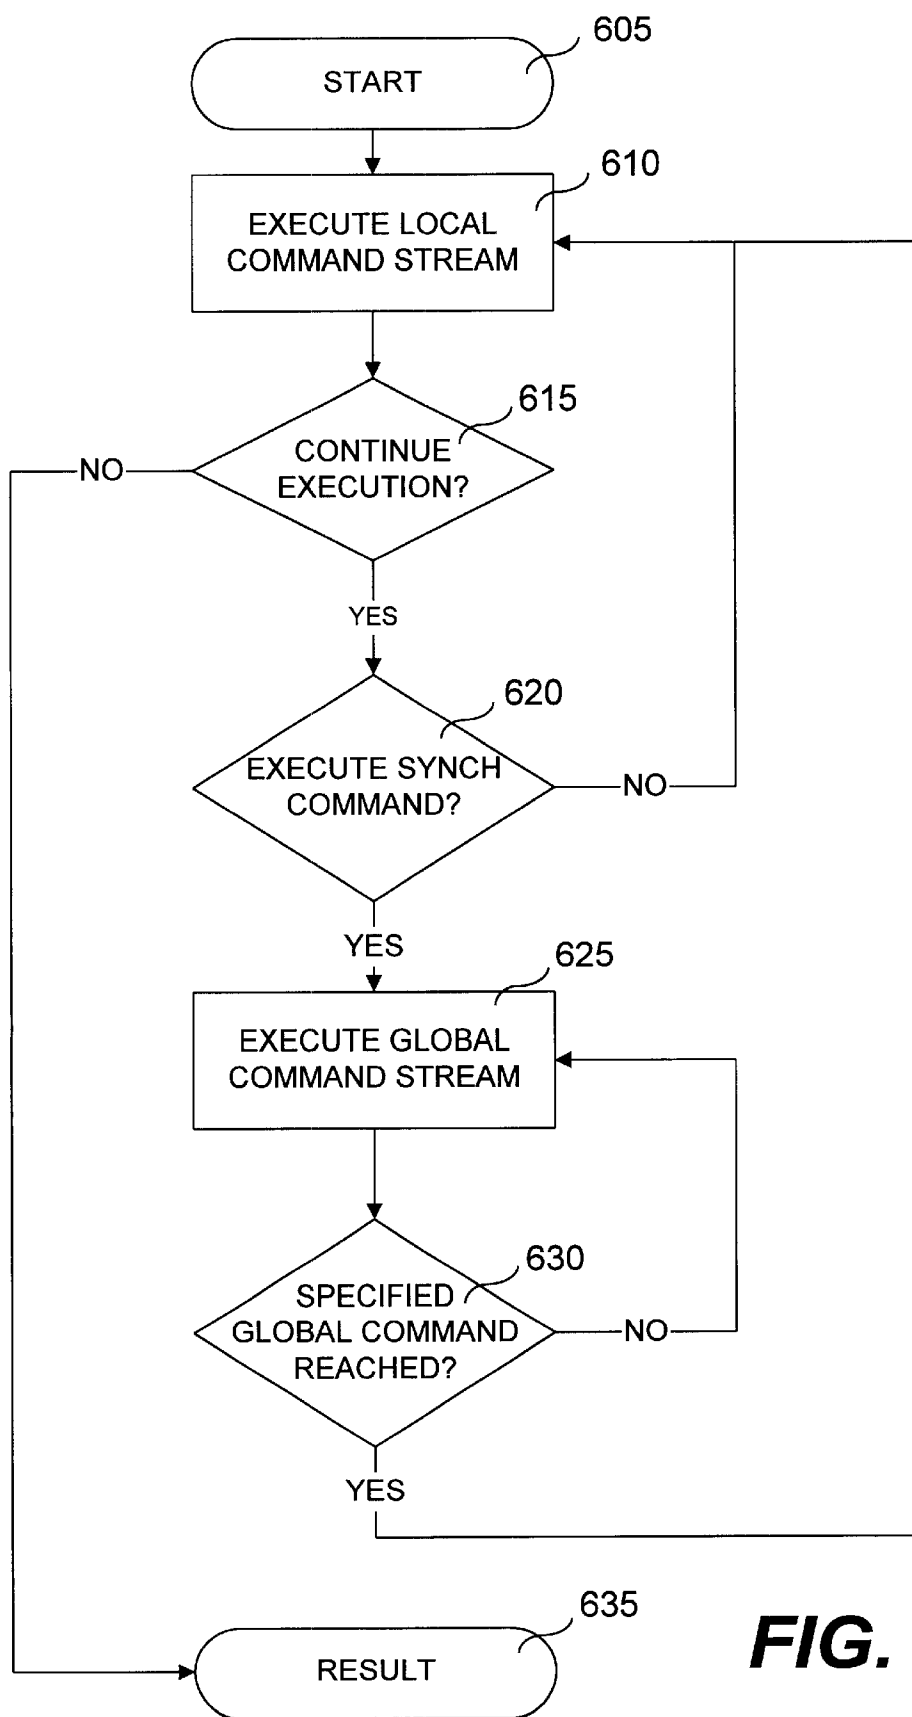 605
START
610
EXECUTE LOCAL
COMMAND STREAM
615
CONTINUE
EXECUTION?
NO
YES
620
EXECUTE SYNCH
COMMAND?
NO
YES
625
EXECUTE GLOBAL
COMMAND STREAM
630
SPECIFIED
GLOBAL COMMAND
REACHED?
NO
YES
635
RESULT
FIG.